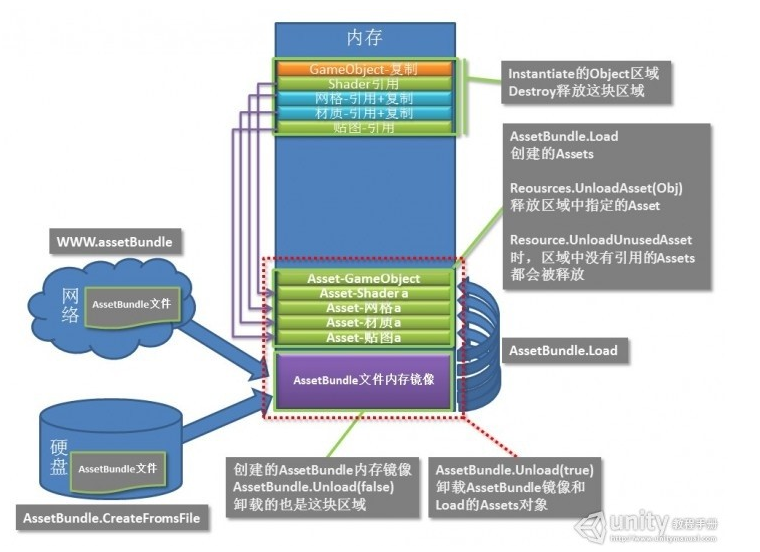 内存
GameObject-复制
Shader引用
网格-引用+复制
材质-引用+复制
贴图-引用
Instantiate的Object区域
Destroy释放这块区域
AssetBundle.Load
创建的Assets
Reousrces.UnloadAsset(Obj)
释放区域中指定的Asset
Resource.UnloadUnusedAsset
时，区域中没有引用的Assets
都会被释放
WWW.assetBundle
网络
AssetBundle文件
Asset-GameObject
Asset-Shader a
Asset-网格a
Asset-材质a
Asset-贴图a
AssetBundle.Load
AssetBundle文件内存镜像
硬盘
AssetBundle文件
AssetBundle.CreateFromsFile
创建的AssetBundle内存镜像
AssetBundle.Unload(false)
卸载的也是这块区域
AssetBundle.Unload(true)
卸载AssetBundle镜像和
Load的Assets对象
unity 教程手册
http://www.unitymanual.com